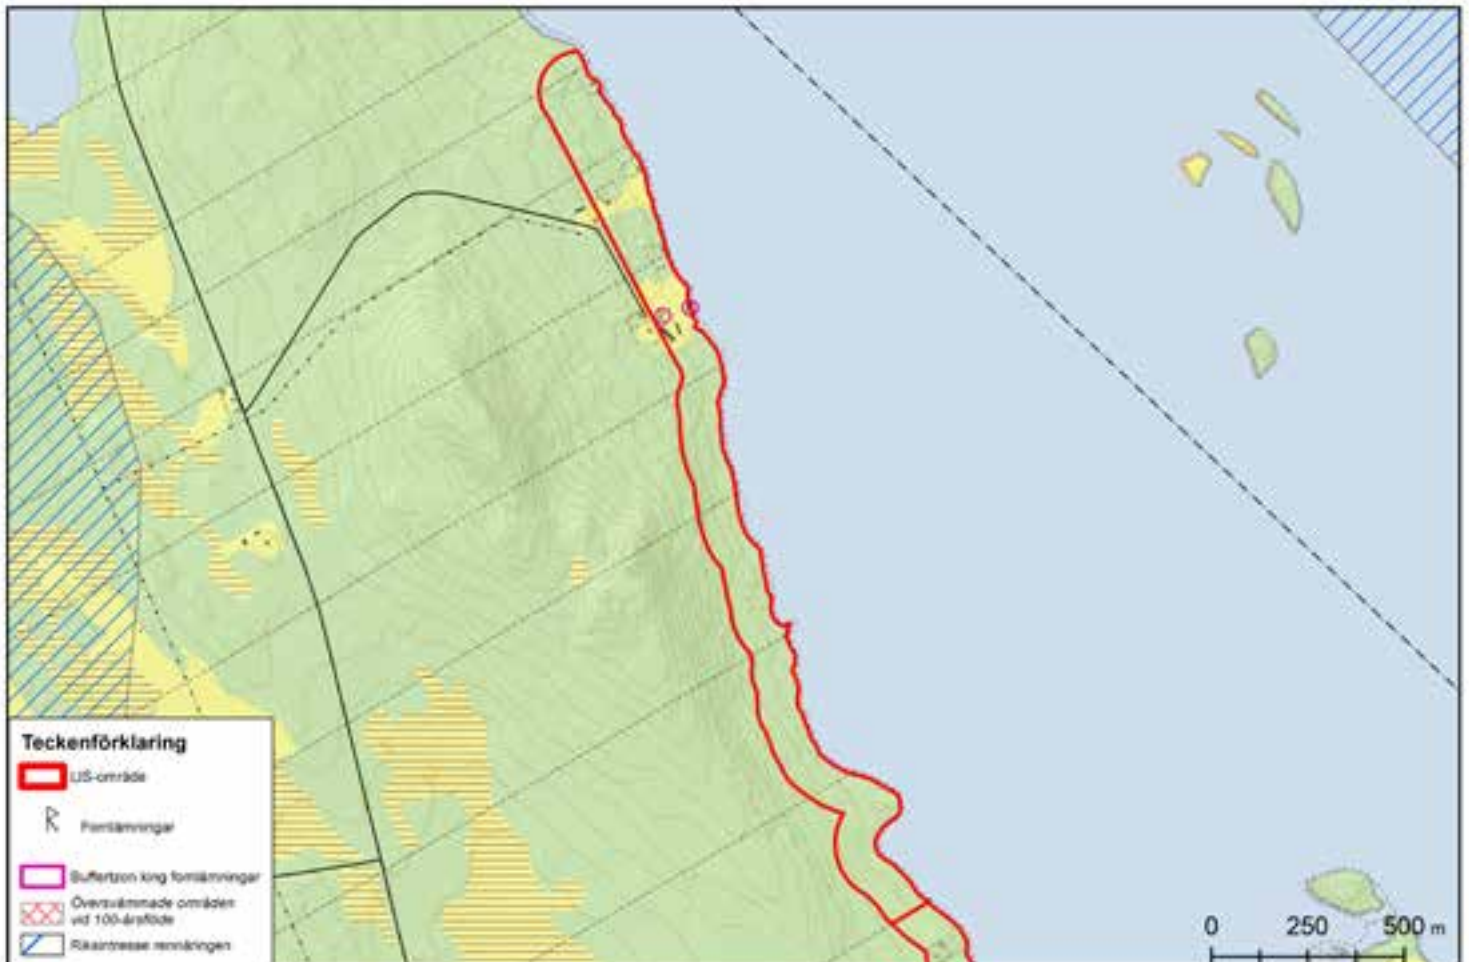 Teckenförklaring
LIS-område
Fornlämningar
Buffertzon kring fornlämningar
Översvämmade områden
vid 100-årsflöde
Riksintresse rennäringen
0 250 500 m